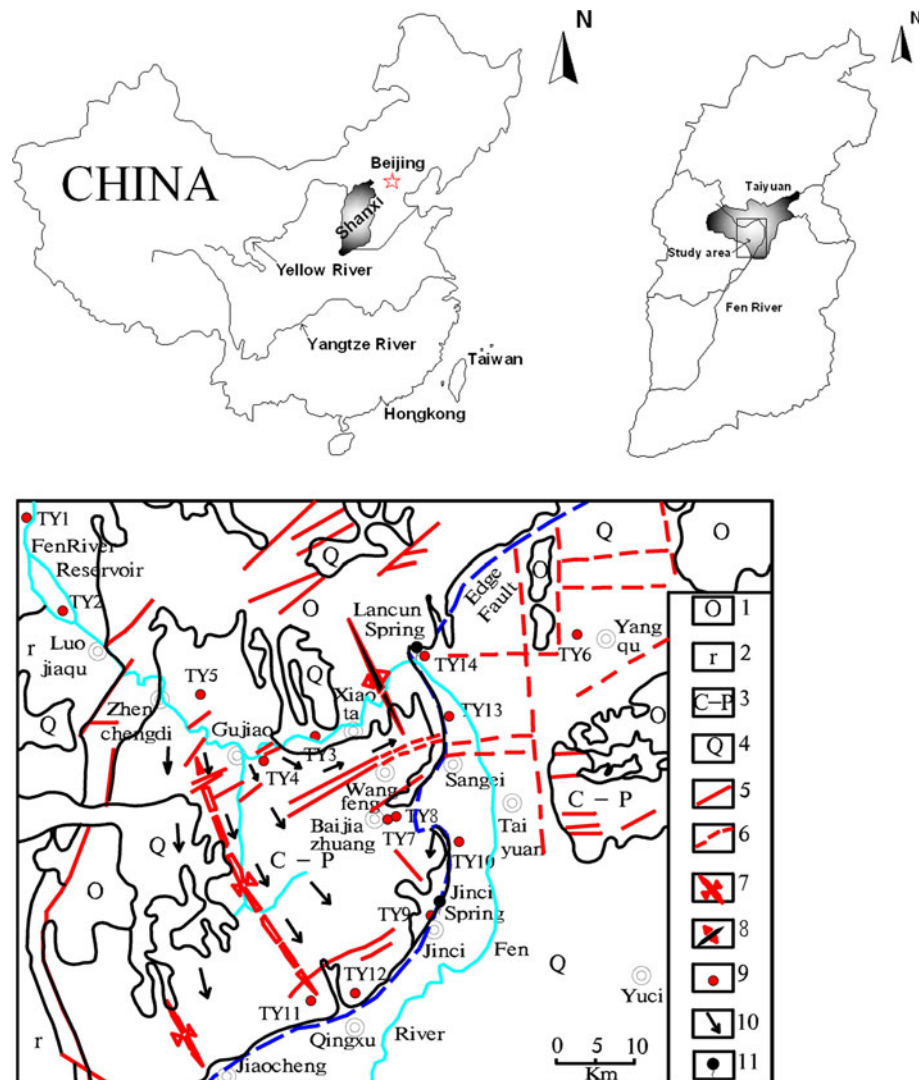 N
N
Beijing
CHINA
Shanxi
Taiyuan
Study area
Yellow River
Fen River
Yangtze River
Taiwan
Hongkong
TY1
FenRiver
Reservoir
TY2
Q
O
Q
O
O
Edge
Fault
Lancun
Spring
r
Luo
jiaqu
TY5
Q
TY14
TY6
Yang
qu
Xiao
ta
Q
Zhen
chengdi
Gujiao
TY3
TY13
O
TY4
Sangei
Wang
feng
C - P
Baijia
zhuang
TY8
TY7
Tai
yuan
Q
C - P
TY10
O
Jinci
Spring
TY9
Jinci
Fen
Q
TY12
Yuci
TY11
Qingxu
River
r
Jiaocheng
0 5 10
Km
O 1
r 2
C-P 3
Q 4
5
6
7
8
9
10
11